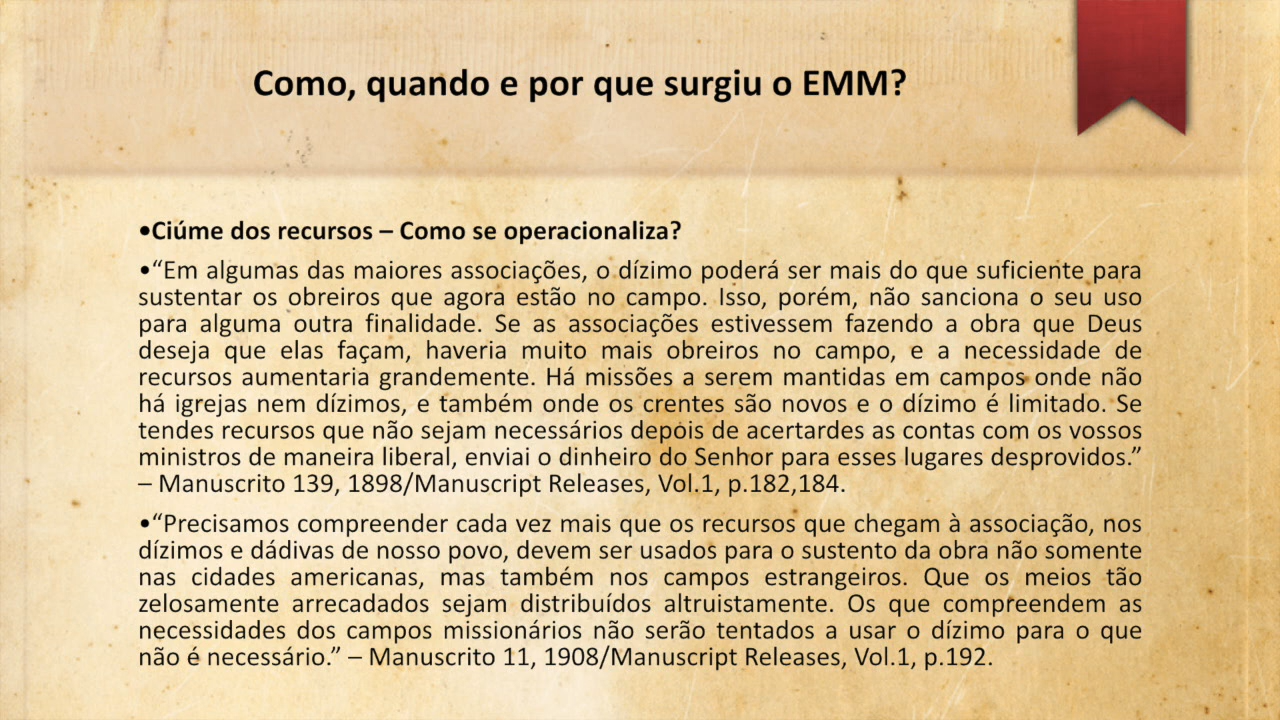 Como, quando e por que surgiu o EMM?
•Ciúme dos recursos – Como se operacionaliza?
•“Em algumas das maiores associações, o dízimo poderá ser mais do que suficiente para
sustentar os obreiros que agora estão no campo. Isso, porém, não sanciona o seu uso
para alguma outra finalidade. Se as associações estivessem fazendo a obra que Deus
deseja que elas façam, haveria muito mais obreiros no campo, e a necessidade de
recursos aumentaria grandemente. Há missões a serem mantidas em campos onde não
há igrejas nem dízimos, e também onde os crentes são novos e o dízimo é limitado. Se
tendes recursos que não sejam necessários depois de acertardes as contas com os vossos
ministros de maneira liberal, enviai o dinheiro do Senhor para esses lugares desprovidos.”
– Manuscrito 139, 1898/Manuscript Releases, Vol.1, p.182,184.
•“Precisamos compreender cada vez mais que os recursos que chegam à associação, nos
dízimos e dádivas de nosso povo, devem ser usados para o sustento da obra não somente
nas cidades americanas, mas também nos campos estrangeiros. Que os meios tão
zelosamente arrecadados sejam distribuídos altruistamente. Os que compreendem as
necessidades dos campos missionários não serão tentados a usar o dízimo para o que
não é necessário.” – Manuscrito 11, 1908/Manuscript Releases, Vol.1, p.192.